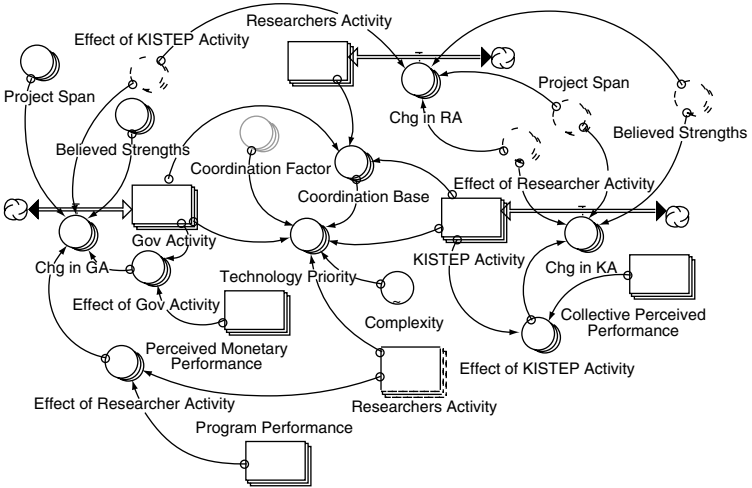 Researchers Activity
Effect of KISTEP Activity
Project Span
Project Span
Chg in RA
Believed Strengths
Believed Strengths
Coordination Factor
Effect of Researcher Activity
Coordination Base
Gov Activity
KISTEP Activity
Chg in GA
Technology Priority
Chg in KA
Effect of Gov Activity
Complexity
Collective Perceived
Performance
Perceived Monetary
Performance
Effect of KISTEP Activity
Effect of Researcher Activity
Researchers Activity
Program Performance